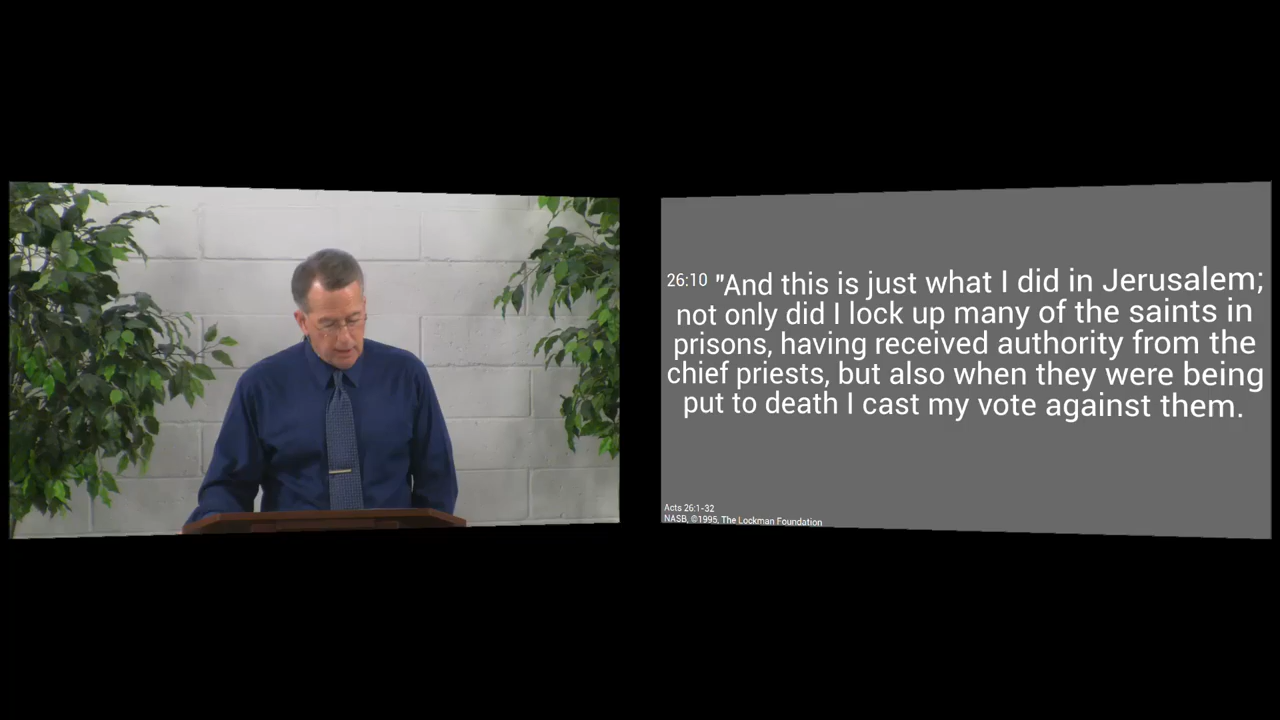 26:10 "And this is just what I did in Jerusalem;
not only did I lock up many of the saints in
prisons, having received authority from the
chief priests, but also when they were being
put to death I cast my vote against them.
Acts 26:1-32
NASB, ©1995, The Lockman Foundation